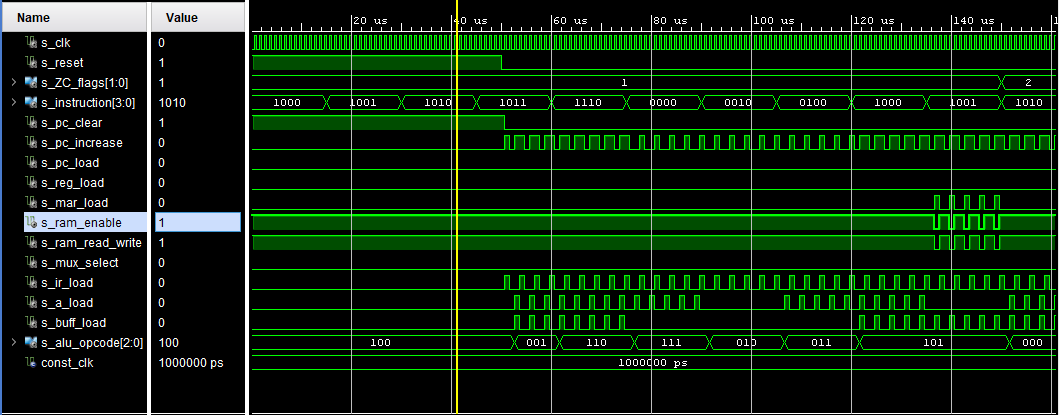 Name Value 20 us 40 us 60 us 80 us 100 us 120 us 140 us
s_clk 0
s_reset 1
s_ZC_flags[1:0] 1 1 2
s_instruction[3:0] 1010 1000 1001 1010 1011 1110 0000 0010 0100 1000 1001 1010
s_pc_clear 1
s_pc_increase 0
s_pc_load 0
s_reg_load 0
s_mar_load 0
s_ram_enable 1
s_ram_read_write 1
s_mux_select 0
s_ir_load 0
s_a_load 0
s_buff_load 0
s_alu_opcode[2:0] 100 100 001 110 111 010 011 101 000
const_clk 1000000 ps 1000000 ps